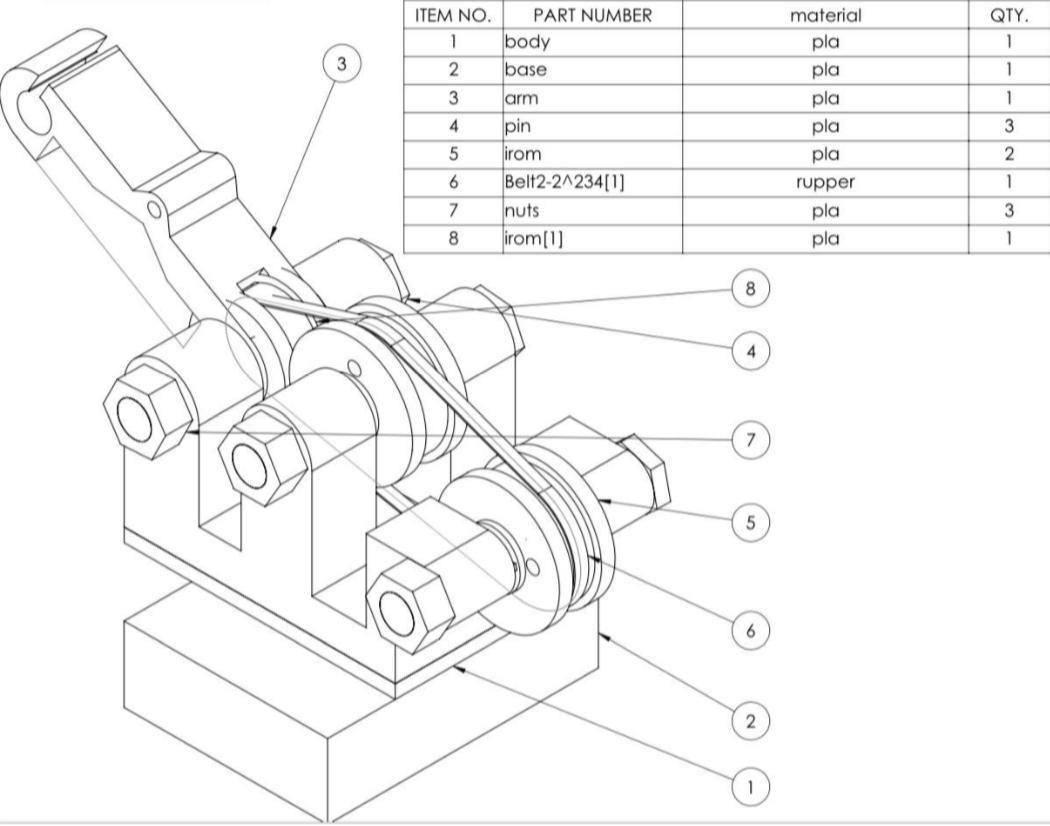 ITEM NO. PART NUMBER material QTY.
1 body pla 1
2 base pla 1
3 arm pla 1
4 pin pla 3
5 irom pla 2
6 Belt2-2^234[1] rupper 1
7 nuts pla 3
8 irom[1] pla 1
3
8
4
7
5
6
2
1